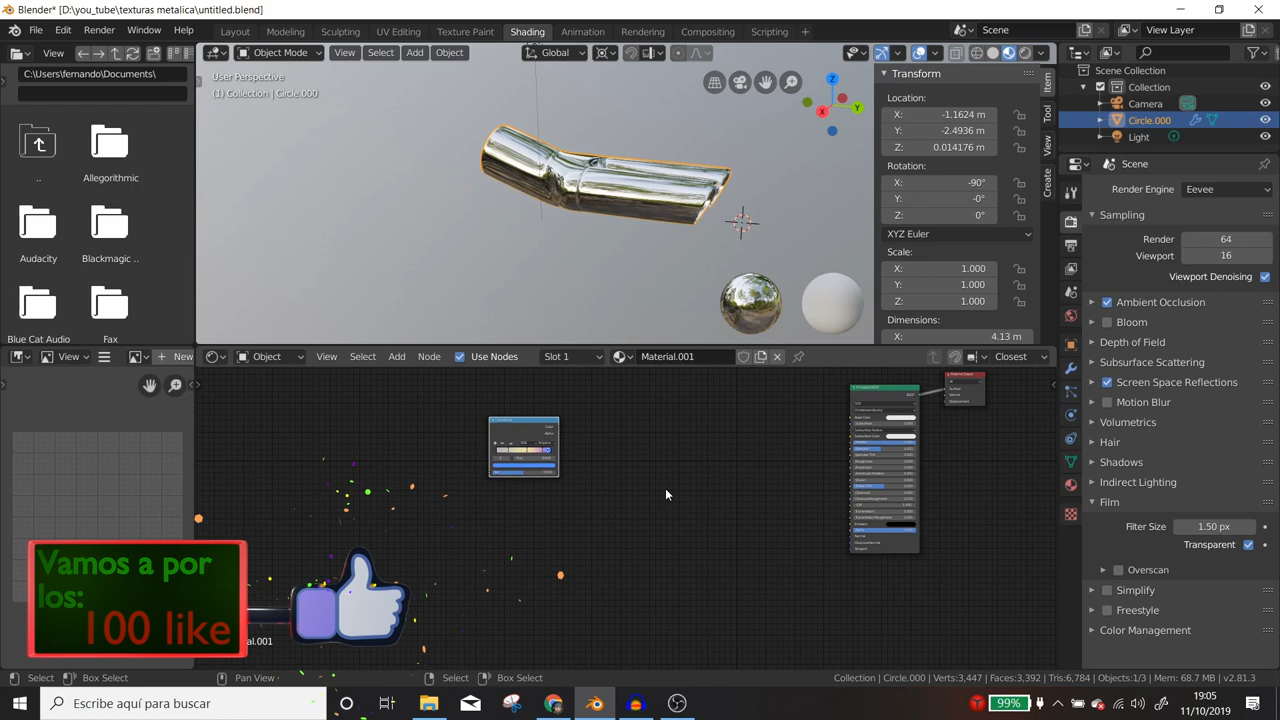 Blender* [D:\you_tube\texturas metalica\untitled.blend]
File Edit Render Window Help
Layout Modeling Sculpting UV Editing Texture Paint Shading Animation Rendering Compositing Scripting +
Scene
View Layer
View
Object Mode View Select Add Object Global
C:\Users\fernando\Documents\
User Perspective
(1) Collection | Circle.000
..
Allegorithmic
Audacity
Blackmagic ..
Blue Cat Audio
Fax
Z
Y
X
Transform
Location:
X: -1.1624 m
Y: -2.4936 m
Z: 0.014176 m
Rotation:
X: -90°
Y: -0°
Z: 0°
XYZ Euler
Scale:
X: 1.000
Y: 1.000
Z: 1.000
Dimensions:
X: 4.13 m
Item
Tool
View
Create
Scene Collection
Collection
Camera
Circle.000
Light
Scene
Render Engine Eevee
Sampling
Render 64
Viewport 16
Viewport Denoising
Ambient Occlusion
Bloom
Depth of Field
Subsurface Scattering
Screen Space Reflections
Motion Blur
Volumetrics
Hair
Shadows
Indirect Lighting
Film
Filter Size 1.50 px
Transparent
Overscan
Simplify
Freestyle
Color Management
View + New
Object View Select Add Node Use Nodes Slot 1 Material.001 Closest
Vamos a por
los:
100 like
al.001
Select Box Select Pan View Select Box Select
Collection | Circle.000 | Verts:3,447 | Faces:3,392 | Tris:6,784 | Objects:1/3 | Mem: 68.7 MB | v2.81.3
Escribe aquí para buscar
99%
19:05
11/10/2019